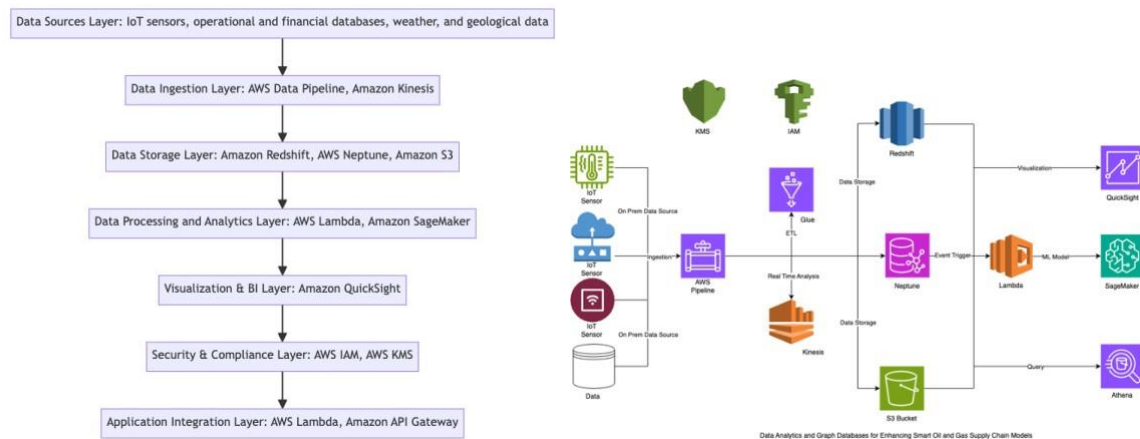 Data Sources Layer: IoT sensors, operational and financial databases, weather, and geological data
Data Ingestion Layer: AWS Data Pipeline, Amazon Kinesis
Data Storage Layer: Amazon Redshift, AWS Neptune, Amazon S3
Data Processing and Analytics Layer: AWS Lambda, Amazon SageMaker
Visualization & BI Layer: Amazon QuickSight
Security & Compliance Layer: AWS IAM, AWS KMS
Application Integration Layer: AWS Lambda, Amazon API Gateway
KMS
IAM
IoT
Sensor
On Prem Data Source
IoT
Sensor
Ingestion
IoT
Sensor
On Prem Data Source
Data
AWS
Pipeline
Glue
ETL
Real Time Analysis
Kinesis
Redshift
Data Storage
Neptune
Data Storage
S3 Bucket
Event Trigger
Lambda
Visualization
QuickSight
ML Model
SageMaker
Query
Athena
Data Analytics and Graph Databases for Enhancing Smart Oil and Gas Supply Chain Models